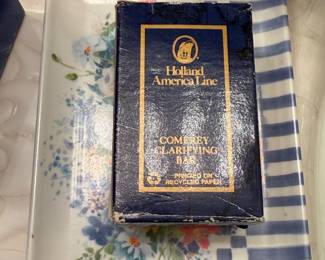 Holland
America Line
COMFREY
CLARIFYING
BAR
PRINTED ON
RECYCLED PAPER